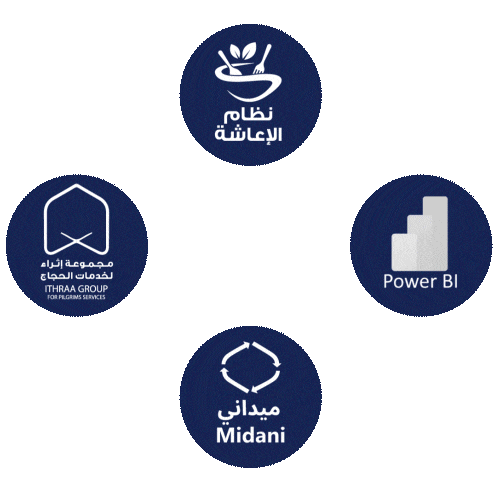 نظام
الإعاشة
مجموعة إثراء
لخدمات الحجاج
ITHRAA GROUP
FOR PILGRIMS SERVICES
Power BI
ميداني
Midani